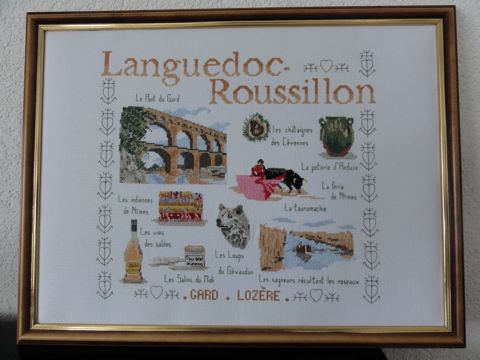 Languedoc-
Roussillon
Le Pont du Gard
Les châtaignes
des Cévennes
La poterie d'Anduze
La feria
de Nîmes
La tauromachie
Les indiennes
de Nîmes
Les vins
des sables
Les Loups
du Gévaudan
Les Salins du Midi
Les sagneurs récoltent les roseaux
.GARD . LOZÈRE.